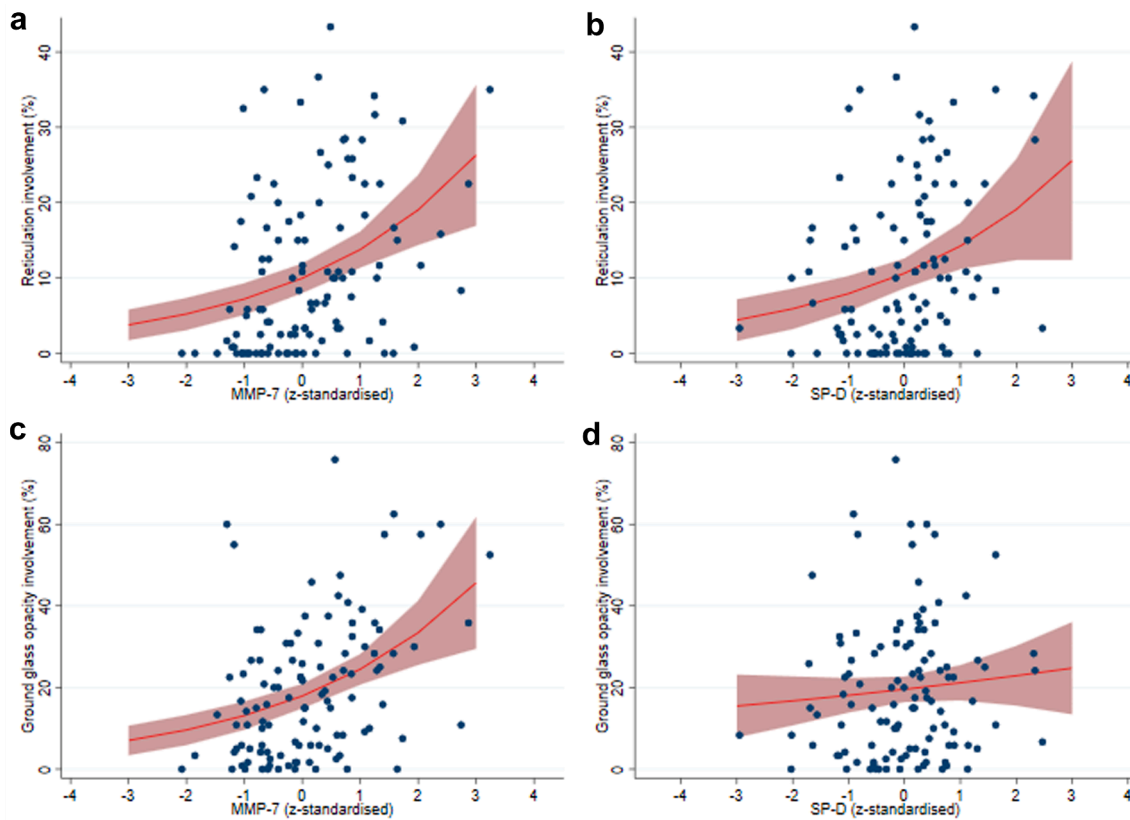 a
Reticulation involvement (%)
40
30
20
10
0
-4 -3 -2 -1 0 1 2 3 4
MMP-7 (z-standardised)
b
Reticulation involvement (%)
40
30
20
10
0
-4 -3 -2 -1 0 1 2 3 4
SP-D (z-standardised)
c
Ground glass opacity involvement (%)
80
60
40
20
0
-4 -3 -2 -1 0 1 2 3 4
MMP-7 (z-standardised)
d
Ground glass opacity involvement (%)
80
60
40
20
0
-4 -3 -2 -1 0 1 2 3 4
SP-D (z-standardised)